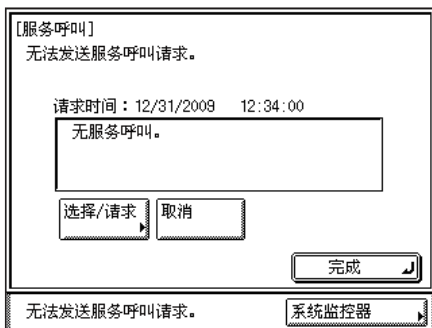 [服务呼叫]
无法发送服务呼叫请求。
请求时间：12/31/2009 12:34:00
无服务呼叫。
选择/请求 取消
完成
无法发送服务呼叫请求。 系统监控器